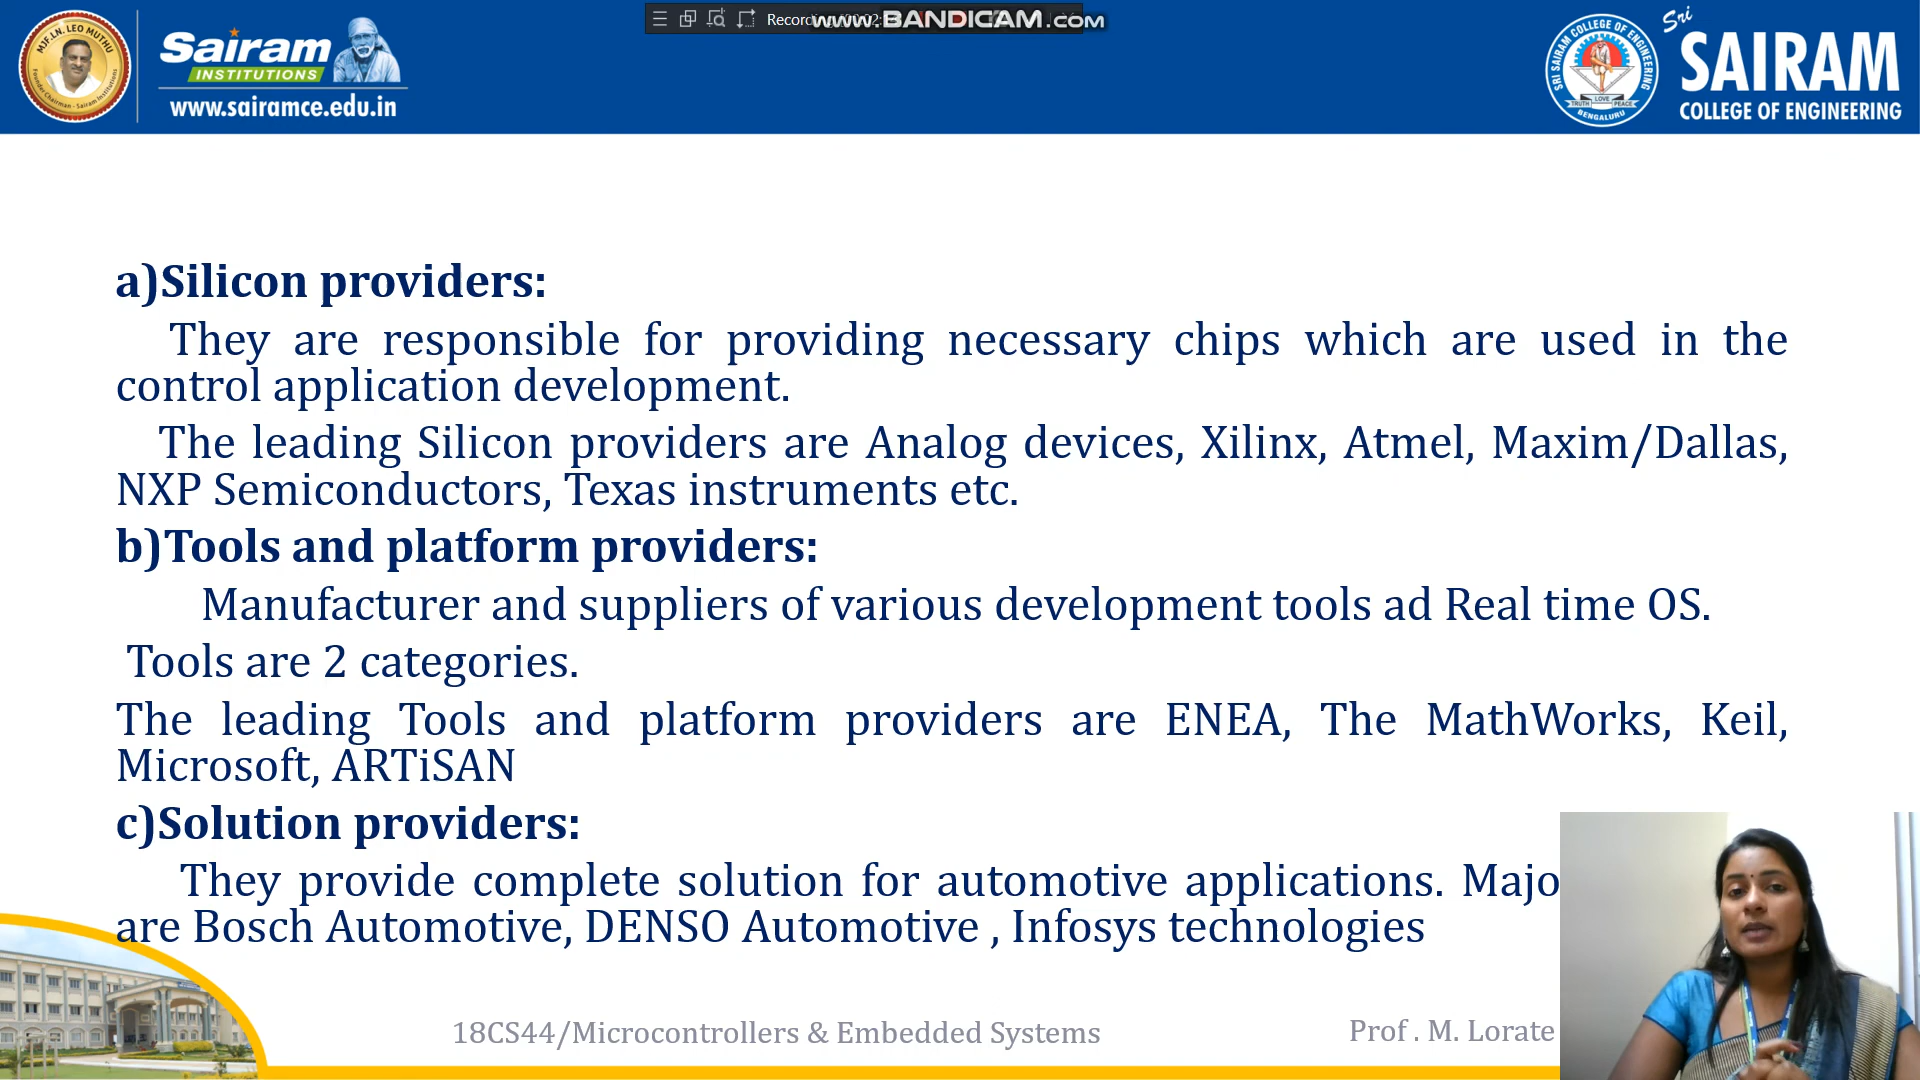 Recording
www.BANDICAM.com
MJF.LN. LEO MUTHU
Founder Chairman - Sairam Institutions
Sairam
INSTITUTIONS
www.sairamce.edu.in
SRI SAIRAM COLLEGE OF ENGINEERING
TRUTH LOVE PEACE
BENGALURU
Sri
SAIRAM
COLLEGE OF ENGINEERING
a)Silicon providers:
They are responsible for providing necessary chips which are used in the
control application development.
The leading Silicon providers are Analog devices, Xilinx, Atmel, Maxim/Dallas,
NXP Semiconductors, Texas instruments etc.
b)Tools and platform providers:
Manufacturer and suppliers of various development tools ad Real time OS.
Tools are 2 categories.
The leading Tools and platform providers are ENEA, The MathWorks, Keil,
Microsoft, ARTiSAN
c)Solution providers:
They provide complete solution for automotive applications. Majo
are Bosch Automotive, DENSO Automotive , Infosys technologies
18CS44/Microcontrollers & Embedded Systems
Prof . M. Lorate